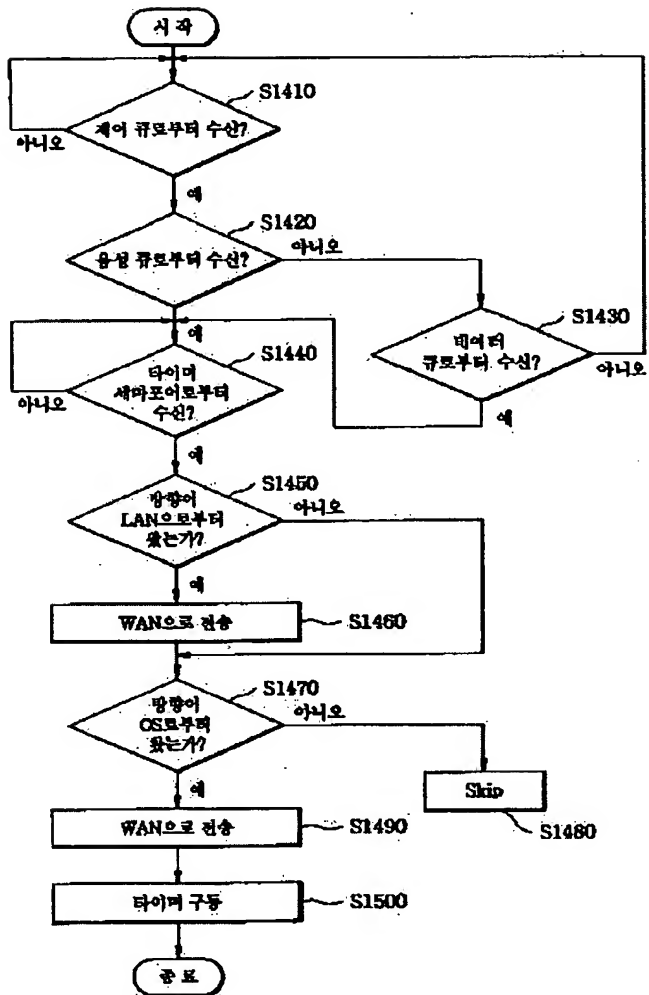 시작
S1410
제어 큐로부터 수신?
아니오
예
S1420
음성 큐로부터 수신?
아니오
S1430
데이터
큐로부터 수신?
아니오
예
예
S1440
타이머
세마포어로부터
수신?
아니오
예
S1450
방향이
LAN으로부터
왔는가?
아니오
예
WAN으로 전송
S1460
S1470
방향이
OS로부터
왔는가?
아니오
예
Skip
S1480
WAN으로 전송
S1490
타이머 구동
S1500
종료